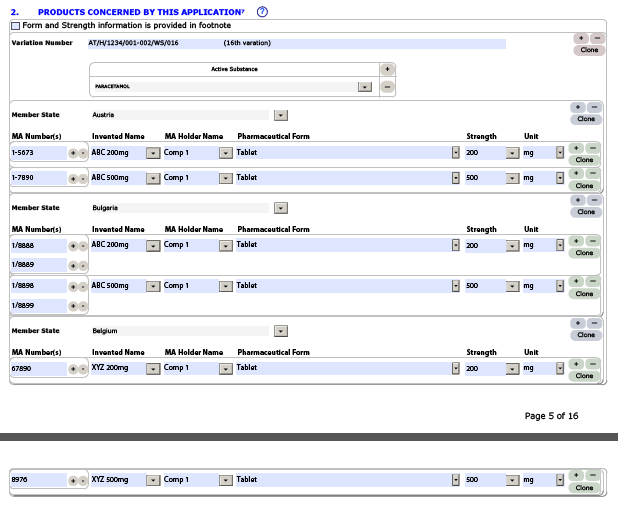 2. PRODUCTS CONCERNED BY THIS APPLICATION⁷ ?
Form and Strength information is provided in footnote
Variation Number AT/H/1234/001-002/WS/016 (16th varation) + −
Clone
Active Substance +
PARACETAMOL −
Member State Austria + −
Clone
MA Number(s) Invented Name MA Holder Name Pharmaceutical Form Strength Unit
1-5673 + - ABC 200mg Comp 1 Tablet 200 mg + −
Clone
1-7890 + - ABC 500mg Comp 1 Tablet 500 mg + −
Clone
Member State Bulgaria + −
Clone
MA Number(s) Invented Name MA Holder Name Pharmaceutical Form Strength Unit
1/8888 + - ABC 200mg Comp 1 Tablet 200 mg + −
Clone
1/8889 + -
1/8898 + - ABC 500mg Comp 1 Tablet 500 mg + −
Clone
1/8899 + -
Member State Belgium + −
Clone
MA Number(s) Invented Name MA Holder Name Pharmaceutical Form Strength Unit
67890 + - XYZ 200mg Comp 1 Tablet 200 mg + −
Clone
Page 5 of 16
8976 + - XYZ 500mg Comp 1 Tablet 500 mg + −
Clone